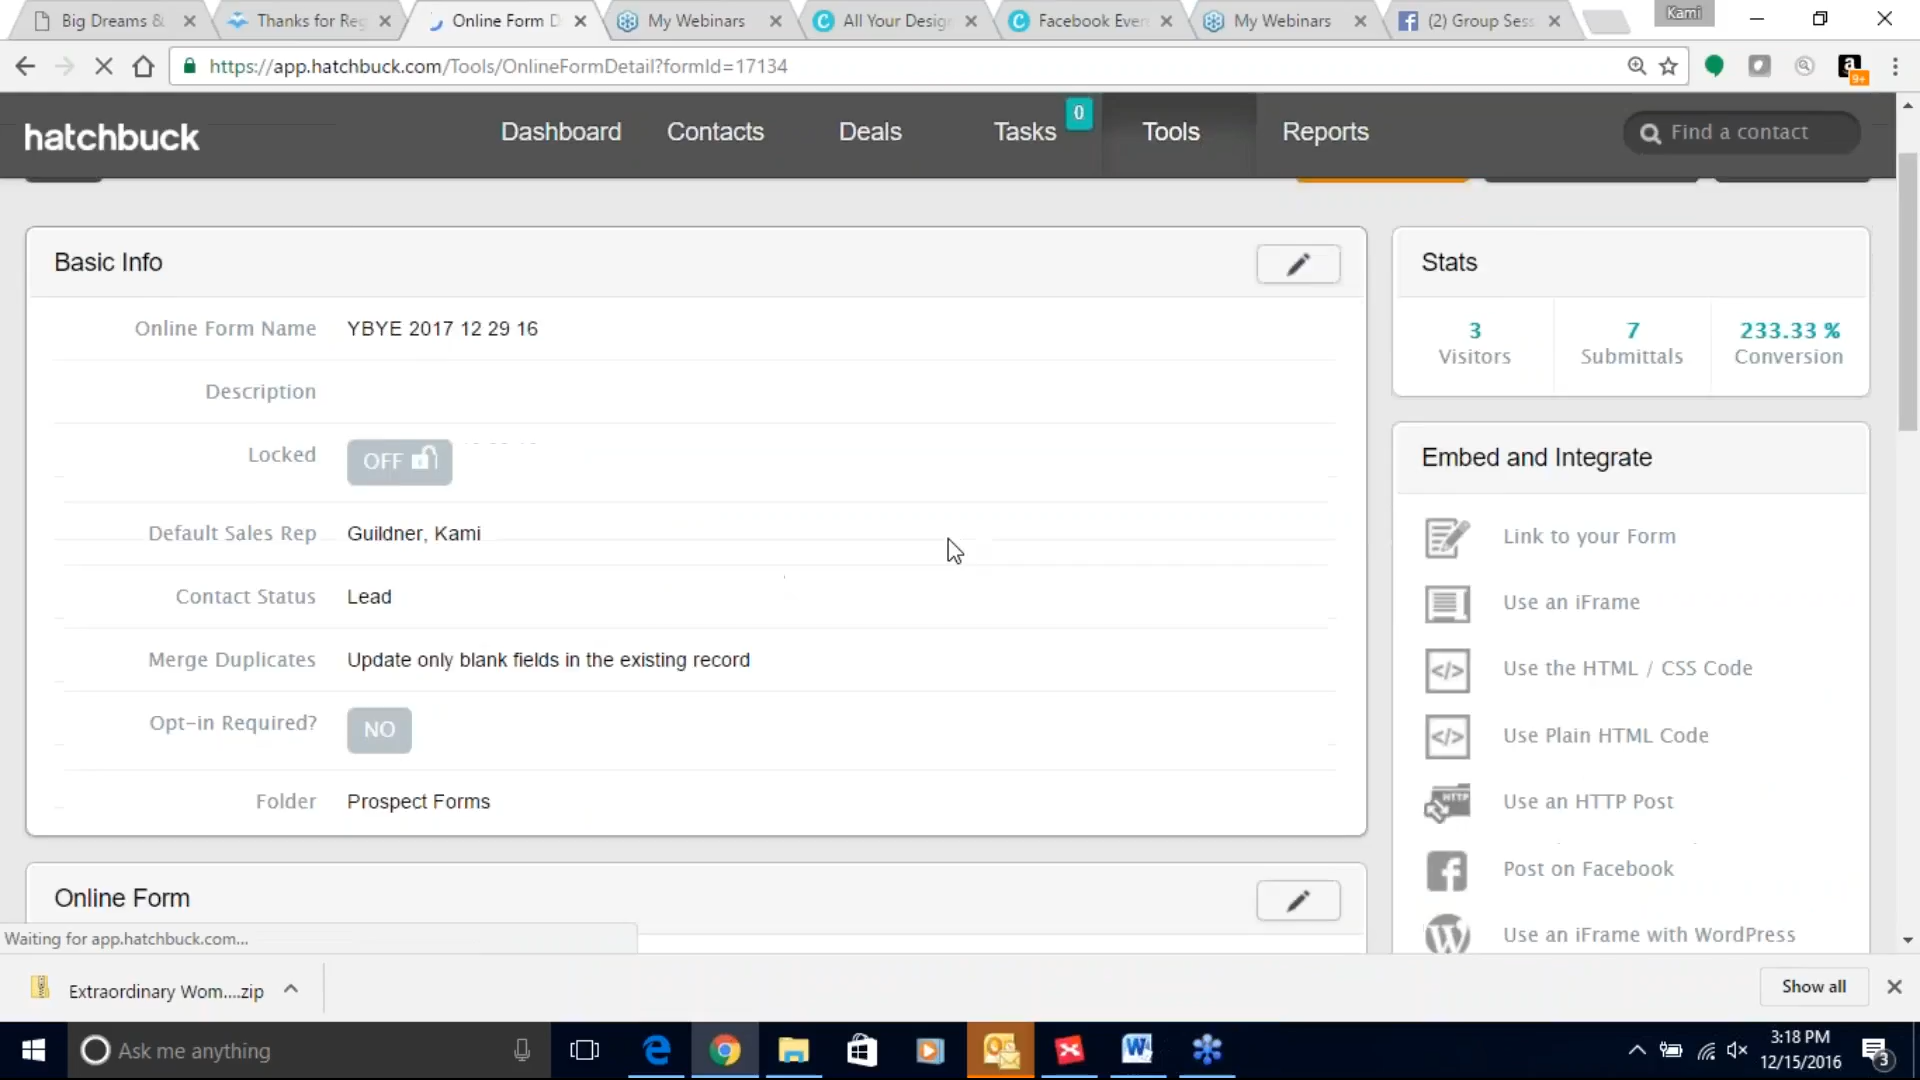 Big Dreams &
Thanks for Reg
Online Form D
My Webinars
All Your Design
Facebook Even
My Webinars
(2) Group Sess
Kami
https://app.hatchbuck.com/Tools/OnlineFormDetail?formId=17134
a
9+
hatchbuck
Dashboard
Contacts
Deals
Tasks
0
Tools
Reports
Find a contact
Basic Info
Online Form Name YBYE 2017 12 29 16
Description
Locked OFF
Default Sales Rep Guildner, Kami
Contact Status Lead
Merge Duplicates Update only blank fields in the existing record
Opt-in Required? NO
Folder Prospect Forms
Online Form
Stats
3 7 233.33 %
Visitors Submittals Conversion
Embed and Integrate
Link to your Form
Use an iFrame
Use the HTML / CSS Code
Use Plain HTML Code
HTTP Use an HTTP Post
Post on Facebook
Use an iFrame with WordPress
Waiting for app.hatchbuck.com...
Extraordinary Wom....zip
Show all
Ask me anything
3:18 PM
12/15/2016
3